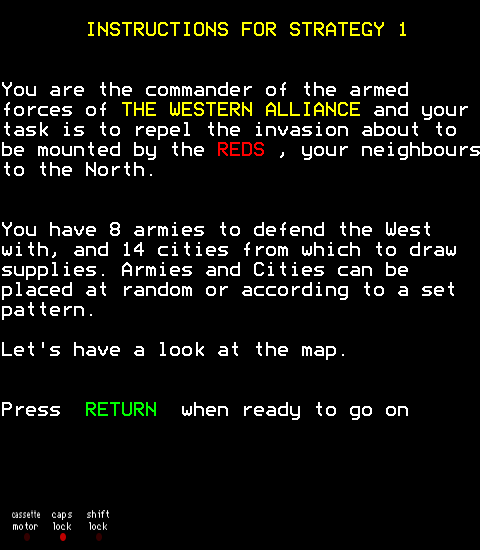 INSTRUCTIONS FOR STRATEGY 1
You are the commander of the armed
forces of THE WESTERN ALLIANCE and your
task is to repel the invasion about to
be mounted by the REDS , your neighbours
to the North.
You have 8 armies to defend the West
with, and 14 cities from which to draw
supplies. Armies and Cities can be
placed at random or according to a set
pattern.
Let's have a look at the map.
Press RETURN when ready to go on
cassette caps shift
motor lock lock